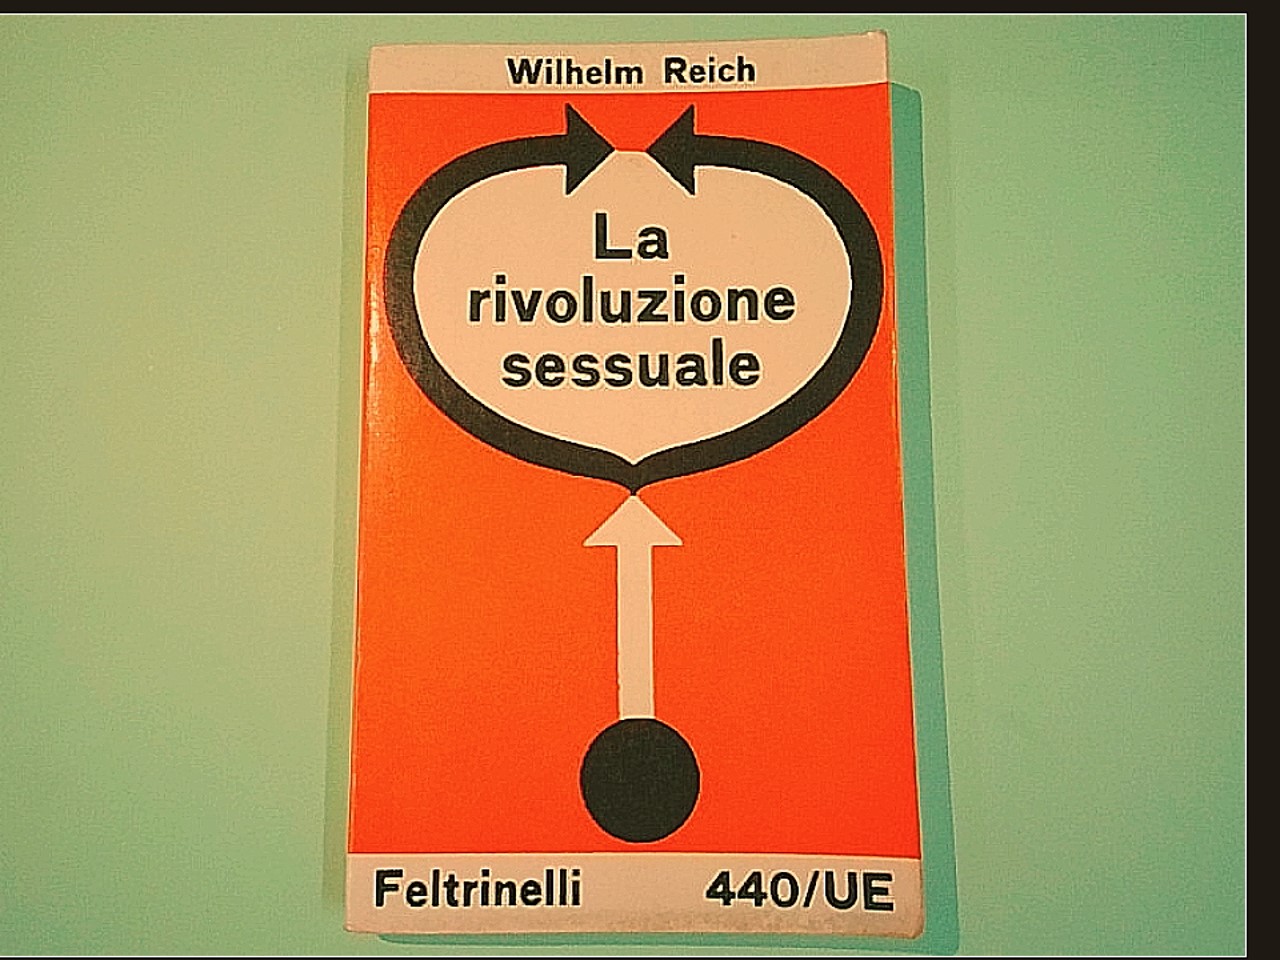 Wilhelm Reich
La
rivoluzione
sessuale
Feltrinelli 440/UE